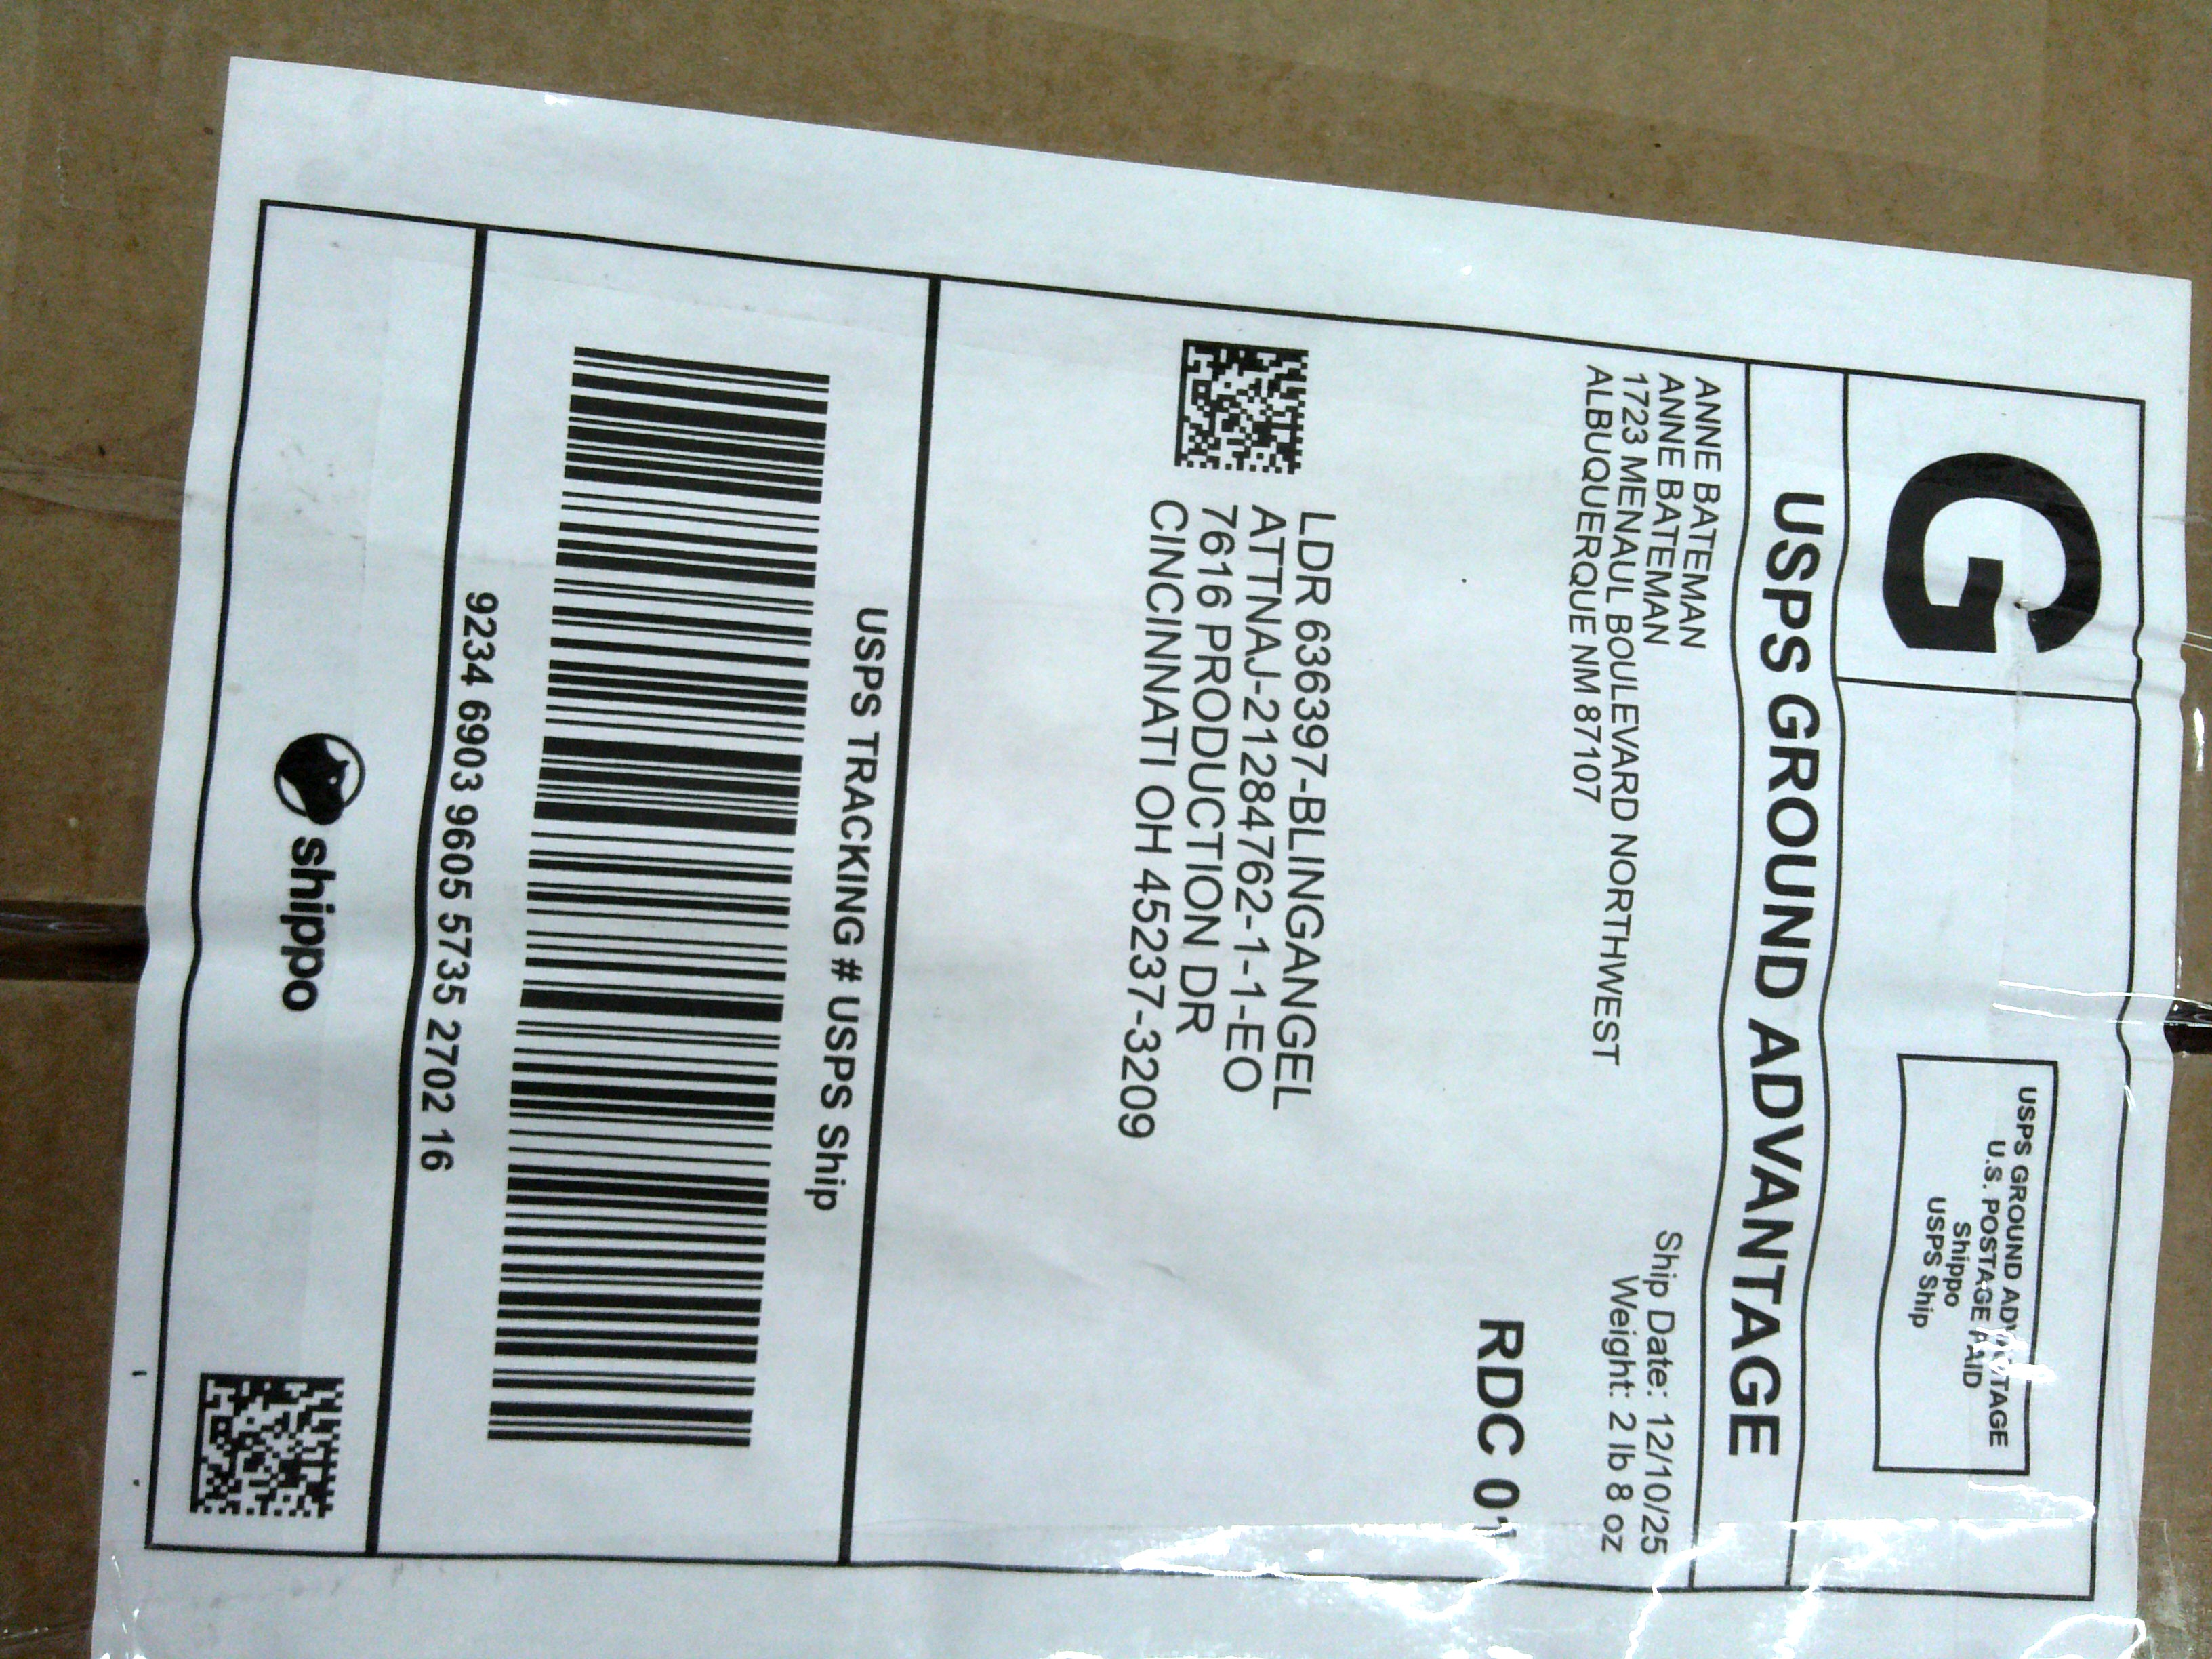 G
USPS GROUND ADVANTAGE
U.S. POSTAGE PAID
Shippo
USPS Ship
USPS GROUND ADVANTAGE
ANNE BATEMAN
ANNE BATEMAN
1723 MENAUL BOULEVARD NORTHWEST
ALBUQUERQUE NM 87107
Ship Date: 12/10/25
Weight: 2 lb 8 oz
RDC 01
LDR 636397-BLINGANGEL
ATTNAJ-21284762-1-1-EO
7616 PRODUCTION DR
CINCINNATI OH 45237-3209
USPS TRACKING # USPS Ship
9234 6903 9605 5735 2702 16
shippo